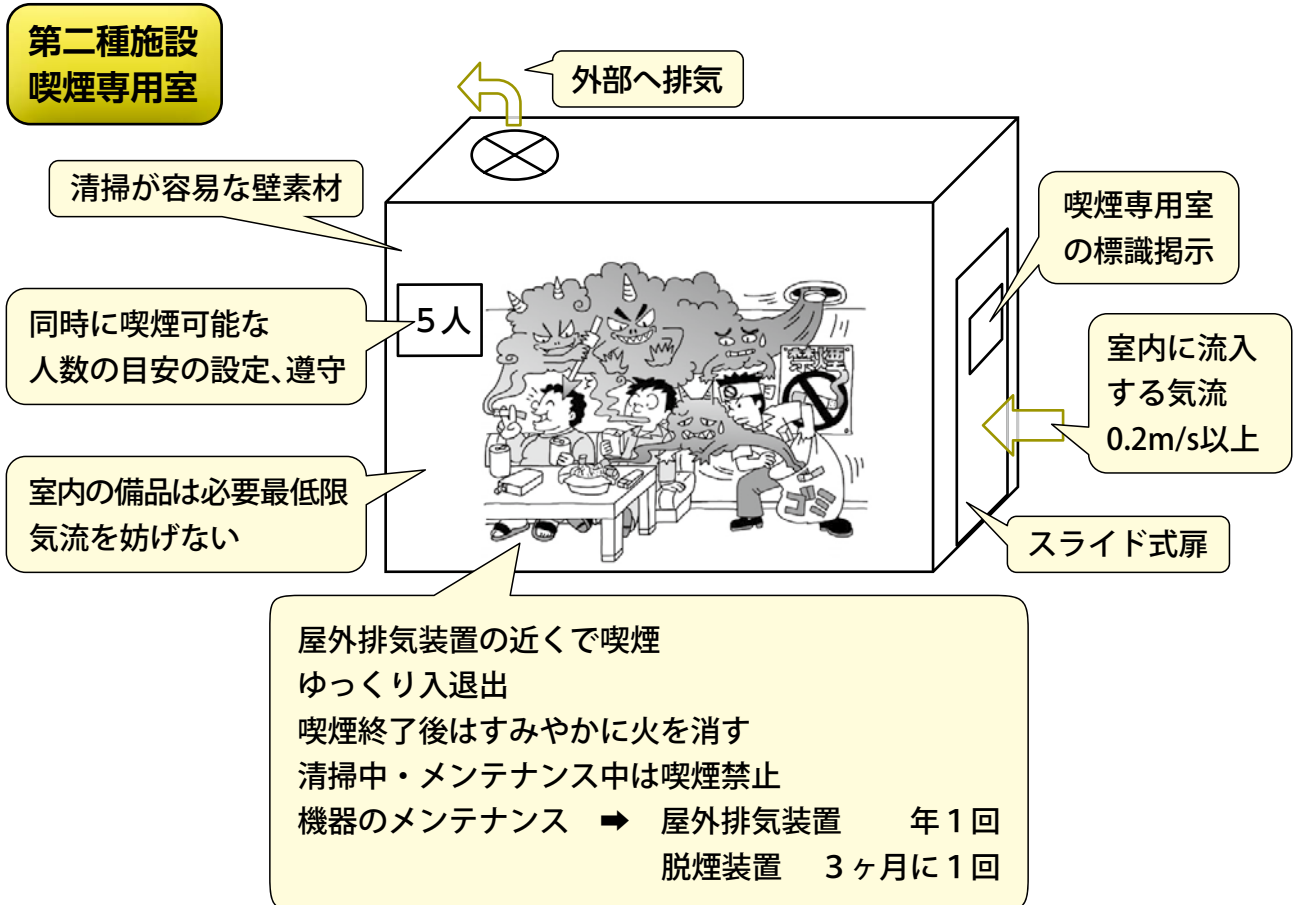 第二種施設
喫煙専用室
外部へ排気
清掃が容易な壁素材
喫煙専用室
の標識掲示
同時に喫煙可能な
人数の目安の設定、遵守
5人
禁煙
室内に流入
する気流
0.2m/s以上
室内の備品は必要最低限
気流を妨げない
ゴミ
スライド式扉
屋外排気装置の近くで喫煙
ゆっくり入退出
喫煙終了後はすみやかに火を消す
清掃中・メンテナンス中は喫煙禁止
機器のメンテナンス ➡ 屋外排気装置 年1回
脱煙装置 3ヶ月に1回